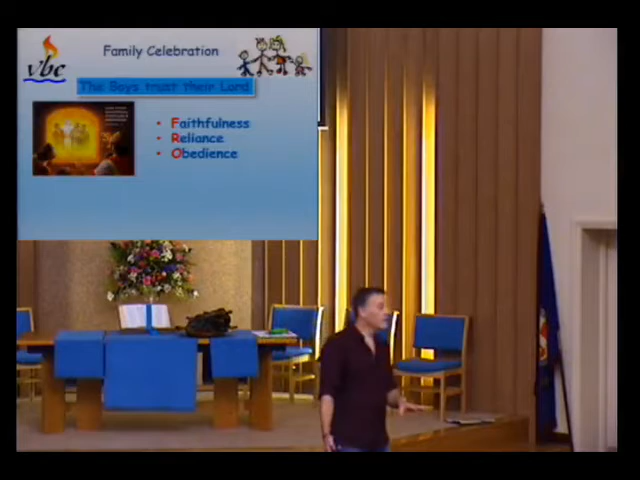 Family Celebration
vbc
The Boys trust their Lord
• Faithfulness
• Reliance
• Obedience